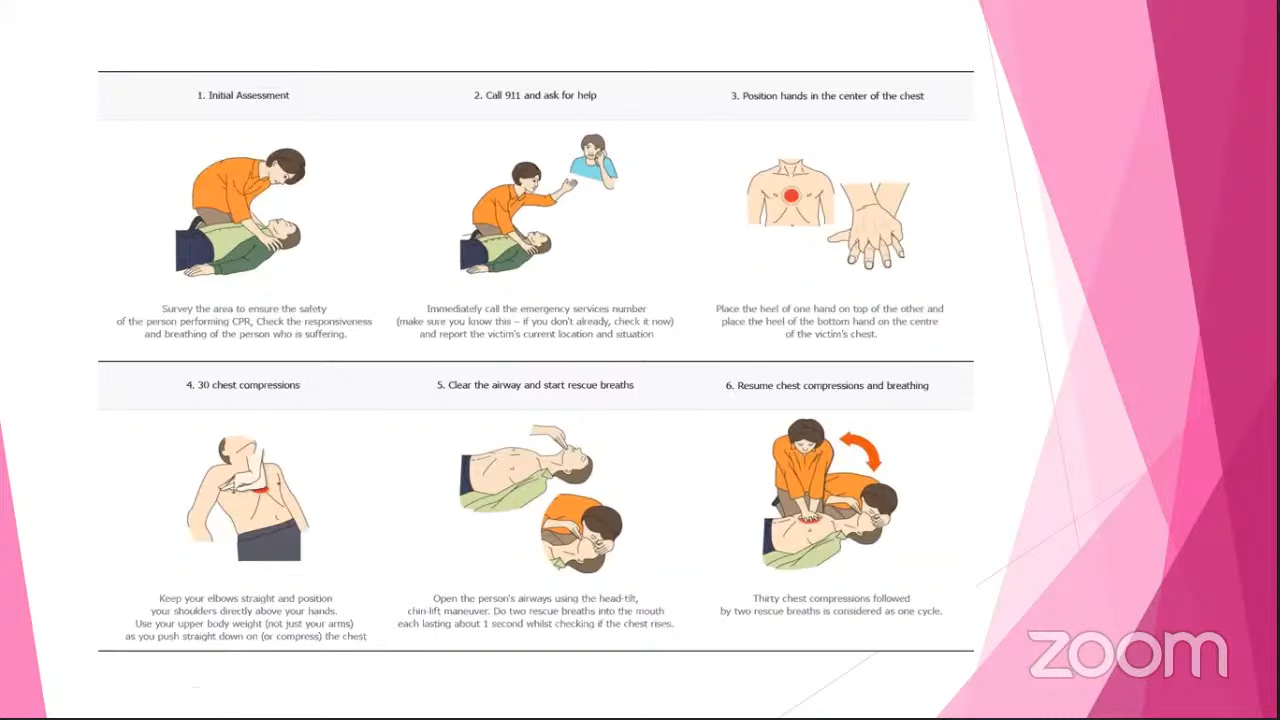 1. Initial Assessment
2. Call 911 and ask for help
3. Position hands in the center of the chest
Survey the area to ensure the safety
of the person performing CPR, Check the responsiveness
and breathing of the person who is suffering.
Immediately call the emergency services number
(make sure you know this – if you don't already, check it now)
and report the victim's current location and situation
Place the heel of one hand on top of the other and
place the heel of the bottom hand on the centre
of the victim's chest.
4. 30 chest compressions
5. Clear the airway and start rescue breaths
6. Resume chest compressions and breathing
Keep your elbows straight and position
your shoulders directly above your hands.
Use your upper body weight (not just your arms)
as you push straight down on (or compress) the chest
Open the person's airways using the head-tilt,
chin-lift maneuver. Do two rescue breaths into the mouth
each lasting about 1 second whilst checking if the chest rises.
Thirty chest compressions followed
by two rescue breaths is considered as one cycle.
zoom